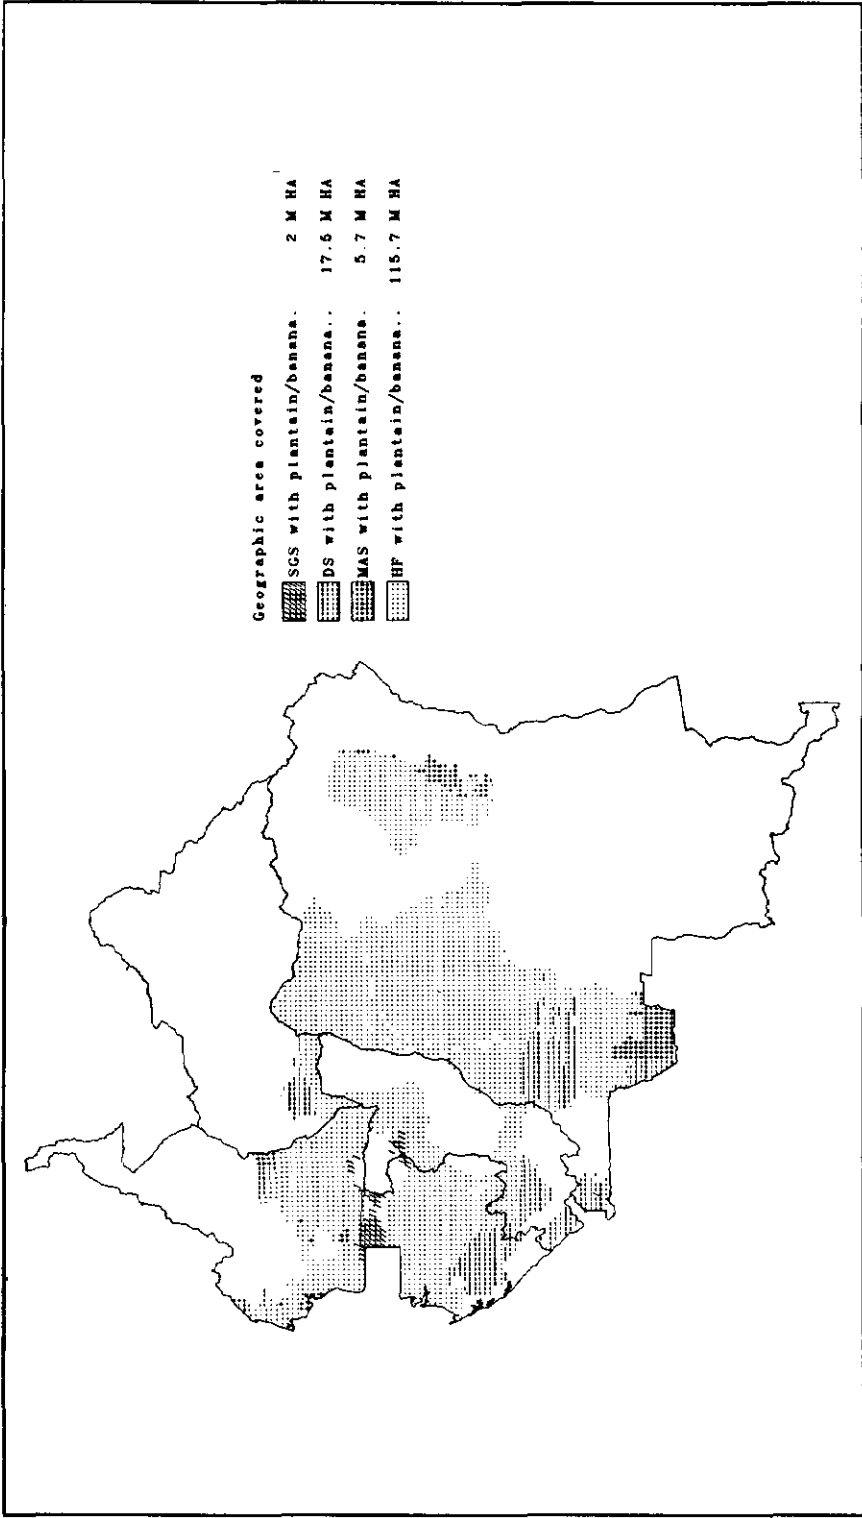 Geographic area covered
SGS with plantain/banana. 2 M HA
DS with plantain/banana.. 17.5 M HA
MAS with plantain/banana. 5.7 M HA
HF with plantain/banana.. 115.7 M HA